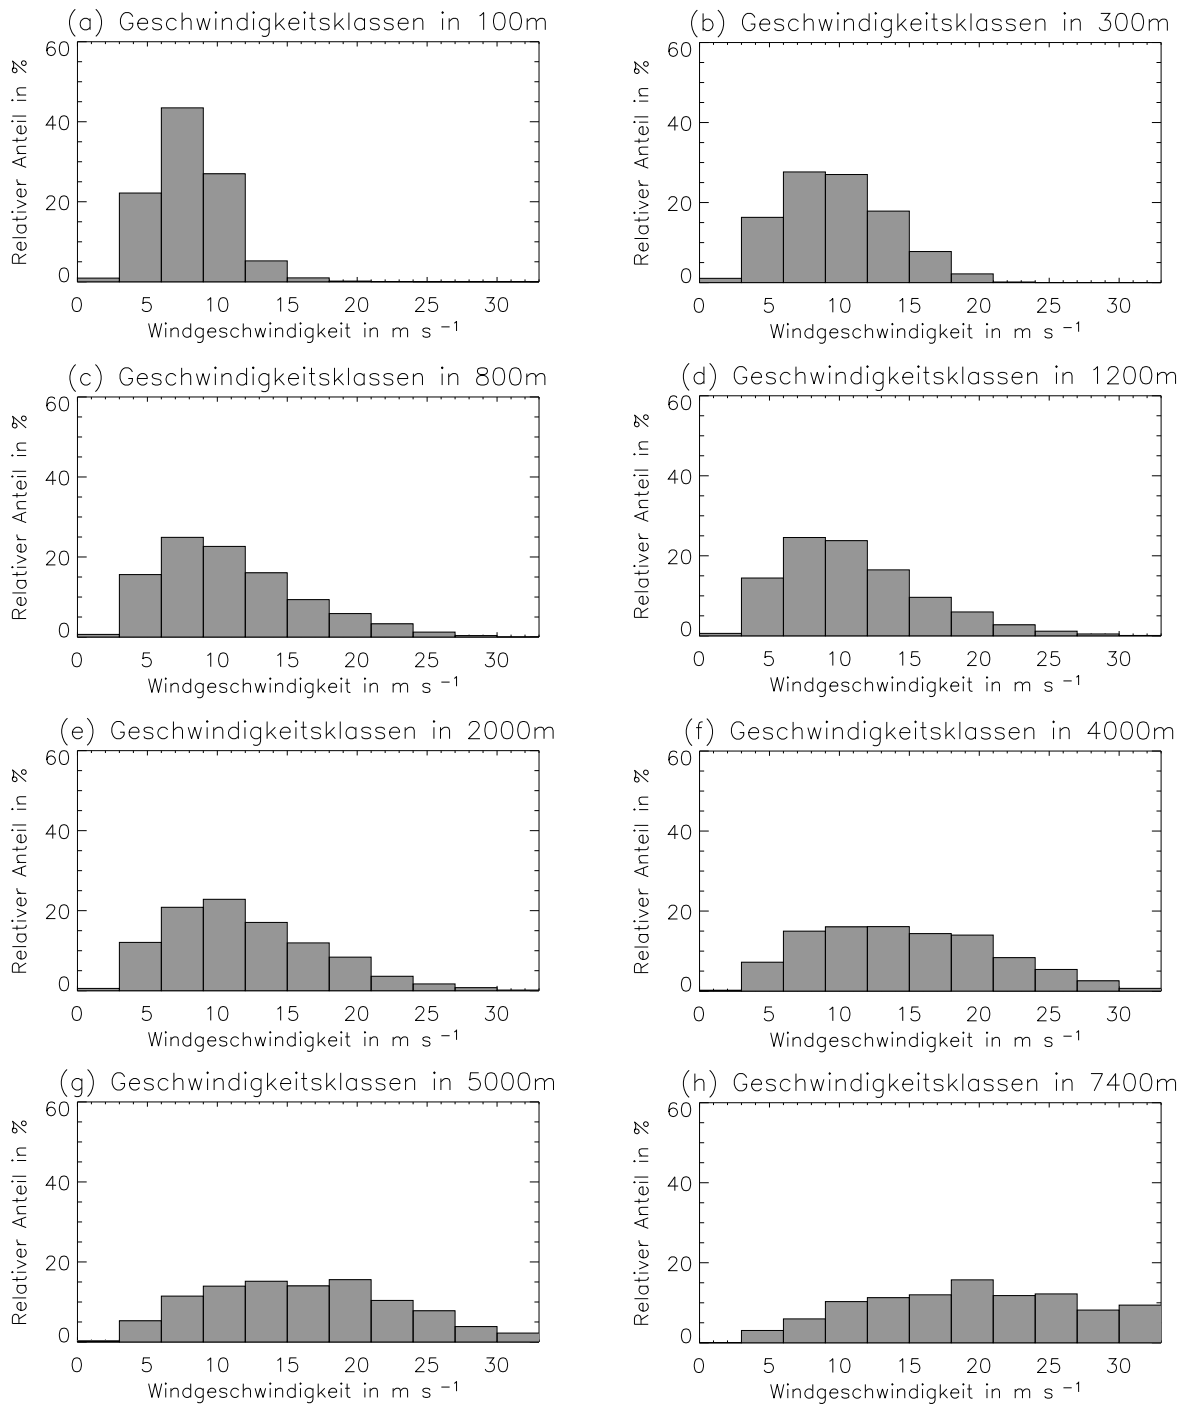 (a) Geschwindigkeitsklassen in 100m
60
40
20
0
Relativer Anteil in %
0 5 10 15 20 25 30
Windgeschwindigkeit in m s⁻¹
(b) Geschwindigkeitsklassen in 300m
60
40
20
0
Relativer Anteil in %
0 5 10 15 20 25 30
Windgeschwindigkeit in m s⁻¹
(c) Geschwindigkeitsklassen in 800m
60
40
20
0
Relativer Anteil in %
0 5 10 15 20 25 30
Windgeschwindigkeit in m s⁻¹
(d) Geschwindigkeitsklassen in 1200m
60
40
20
0
Relativer Anteil in %
0 5 10 15 20 25 30
Windgeschwindigkeit in m s⁻¹
(e) Geschwindigkeitsklassen in 2000m
60
40
20
0
Relativer Anteil in %
0 5 10 15 20 25 30
Windgeschwindigkeit in m s⁻¹
(f) Geschwindigkeitsklassen in 4000m
60
40
20
0
Relativer Anteil in %
0 5 10 15 20 25 30
Windgeschwindigkeit in m s⁻¹
(g) Geschwindigkeitsklassen in 5000m
60
40
20
0
Relativer Anteil in %
0 5 10 15 20 25 30
Windgeschwindigkeit in m s⁻¹
(h) Geschwindigkeitsklassen in 7400m
60
40
20
0
Relativer Anteil in %
0 5 10 15 20 25 30
Windgeschwindigkeit in m s⁻¹